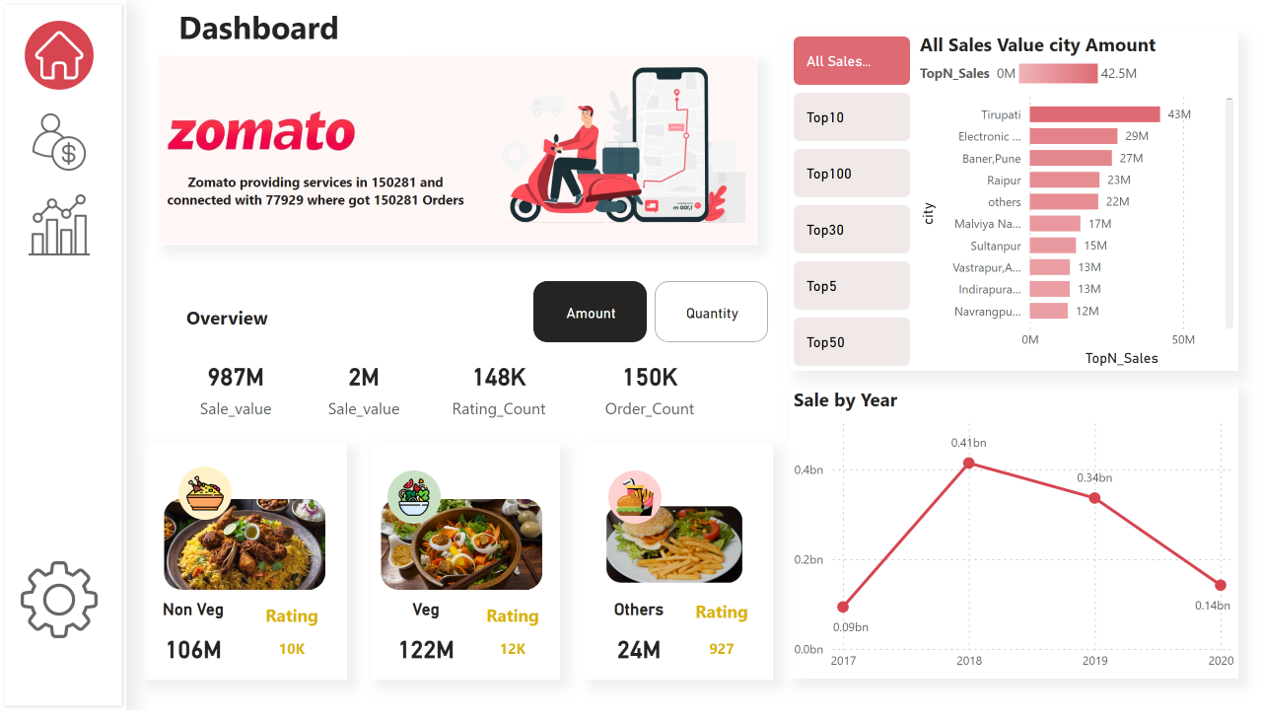 Dashboard
zomato
Zomato providing services in 150281 and
connected with 77929 where got 150281 Orders
Overview
Amount
Quantity
987M
Sale_value
2M
Sale_value
148K
Rating_Count
150K
Order_Count
Non Veg
Rating
106M
10K
Veg
Rating
122M
12K
Others
Rating
24M
927
All Sales...
Top10
Top100
Top30
Top5
Top50
All Sales Value city Amount
TopN_Sales 0M 42.5M
city
Tirupati 43M
Electronic ... 29M
Baner,Pune 27M
Raipur 23M
others 22M
Malviya Na... 17M
Sultanpur 15M
Vastrapur,A... 13M
Indirapura... 13M
Navrangpu... 12M
0M 50M
TopN_Sales
Sale by Year
0.41bn
0.4bn
0.34bn
0.2bn
0.14bn
0.09bn
0.0bn
2017 2018 2019 2020